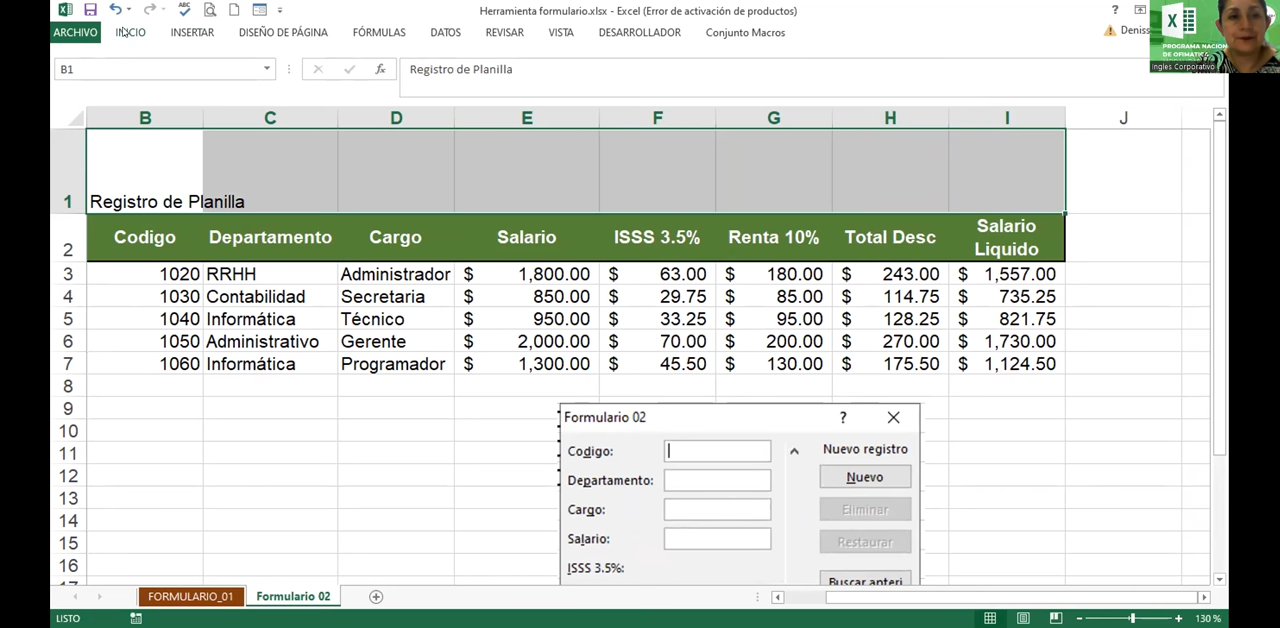 Herramienta formulario.xlsx - Excel (Error de activación de productos)
ARCHIVO INICIO INSERTAR DISEÑO DE PÁGINA FÓRMULAS DATOS REVISAR VISTA DESARROLLADOR Conjunto Macros Deniss
PROGRAMA NACION
DE OFIMÁTICA
Ingles Corporativo
B1 fx Registro de Planilla
B C D E F G H I J
1 Registro de Planilla
2 Codigo Departamento Cargo Salario ISSS 3.5% Renta 10% Total Desc Salario Liquido
3 1020 RRHH Administrador $ 1,800.00 $ 63.00 $ 180.00 $ 243.00 $ 1,557.00
4 1030 Contabilidad Secretaria $ 850.00 $ 29.75 $ 85.00 $ 114.75 $ 735.25
5 1040 Informática Técnico $ 950.00 $ 33.25 $ 95.00 $ 128.25 $ 821.75
6 1050 Administrativo Gerente $ 2,000.00 $ 70.00 $ 200.00 $ 270.00 $ 1,730.00
7 1060 Informática Programador $ 1,300.00 $ 45.50 $ 130.00 $ 175.50 $ 1,124.50
8
9
10
11
12
13
14
15
16
Formulario 02 ?
Codigo: Nuevo registro
Departamento: Nuevo
Cargo: Eliminar
Salario: Restaurar
ISSS 3.5%: Buscar anteri
FORMULARIO_01 Formulario 02
LISTO 130 %